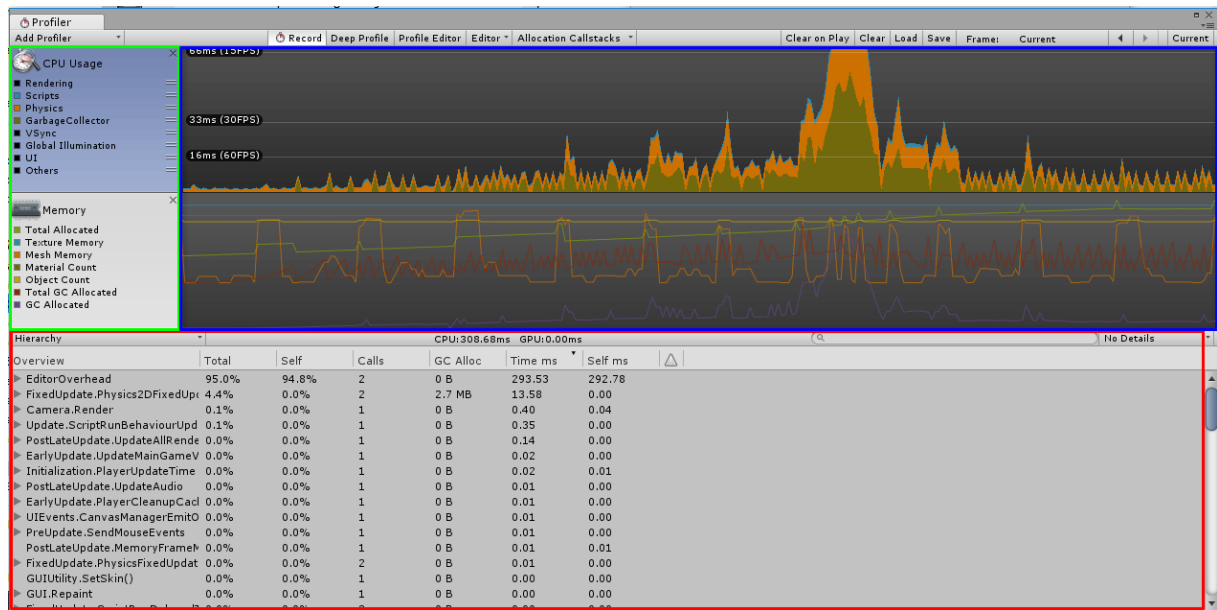 Profiler
Add Profiler Record Deep Profile Profile Editor Editor Allocation Callstacks Clear on Play Clear Load Save Frame: Current Current
CPU Usage
Rendering
Scripts
Physics
GarbageCollector
VSync
Global Illumination
UI
Others
66ms (15FPS)
33ms (30FPS)
16ms (60FPS)
Memory
Total Allocated
Texture Memory
Mesh Memory
Material Count
Object Count
Total GC Allocated
GC Allocated
Hierarchy CPU:308.68ms GPU:0.00ms No Details
Overview Total Self Calls GC Alloc Time ms Self ms
EditorOverhead 95.0% 94.8% 2 0 B 293.53 292.78
FixedUpdate.Physics2DFixedUpd 4.4% 0.0% 2 2.7 MB 13.58 0.00
Camera.Render 0.1% 0.0% 1 0 B 0.40 0.04
Update.ScriptRunBehaviourUpd 0.1% 0.0% 1 0 B 0.35 0.00
PostLateUpdate.UpdateAllRende 0.0% 0.0% 1 0 B 0.14 0.00
EarlyUpdate.UpdateMainGameV 0.0% 0.0% 1 0 B 0.02 0.00
Initialization.PlayerUpdateTime 0.0% 0.0% 1 0 B 0.02 0.01
PostLateUpdate.UpdateAudio 0.0% 0.0% 1 0 B 0.01 0.00
EarlyUpdate.PlayerCleanupCac 0.0% 0.0% 1 0 B 0.01 0.00
UIEvents.CanvasManagerEmitO 0.0% 0.0% 1 0 B 0.01 0.00
PreUpdate.SendMouseEvents 0.0% 0.0% 1 0 B 0.01 0.00
PostLateUpdate.MemoryFrameM 0.0% 0.0% 1 0 B 0.01 0.01
FixedUpdate.PhysicsFixedUpdat 0.0% 0.0% 2 0 B 0.01 0.00
GUIUtility.SetSkin() 0.0% 0.0% 1 0 B 0.00 0.00
GUI.Repaint 0.0% 0.0% 1 0 B 0.00 0.00